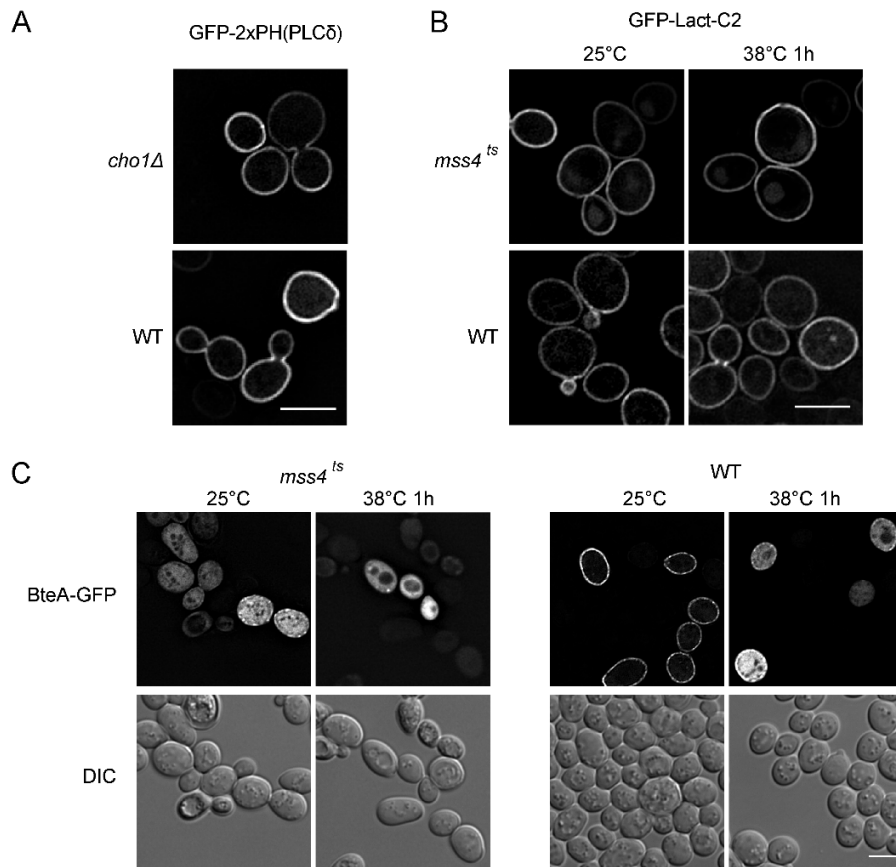 A
GFP-2xPH(PLCδ)
cho1Δ
WT
B
GFP-Lact-C2
25°C 38°C 1h
mss4 ts
WT
C
mss4 ts WT
25°C 38°C 1h 25°C 38°C 1h
BteA-GFP
DIC